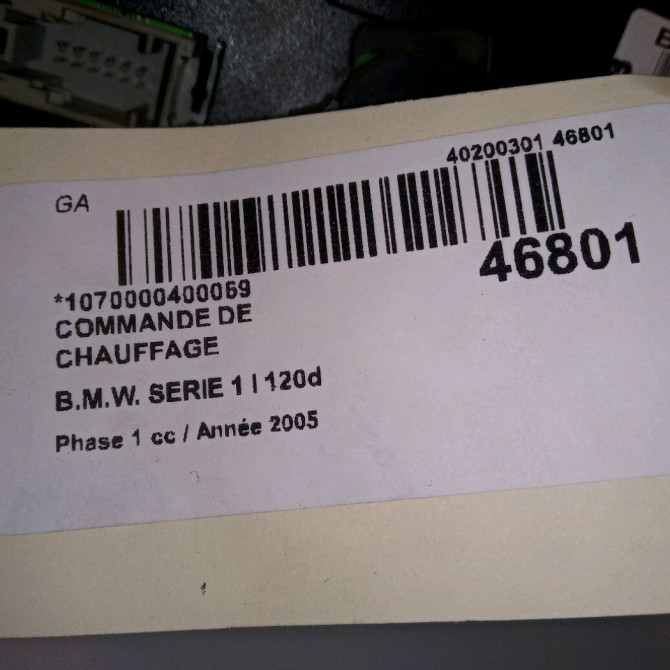 GA
40200301 46801
46801
*1070000400069
COMMANDE DE
CHAUFFAGE
B.M.W. SERIE 1 I 120d
Phase 1 cc / Année 2005